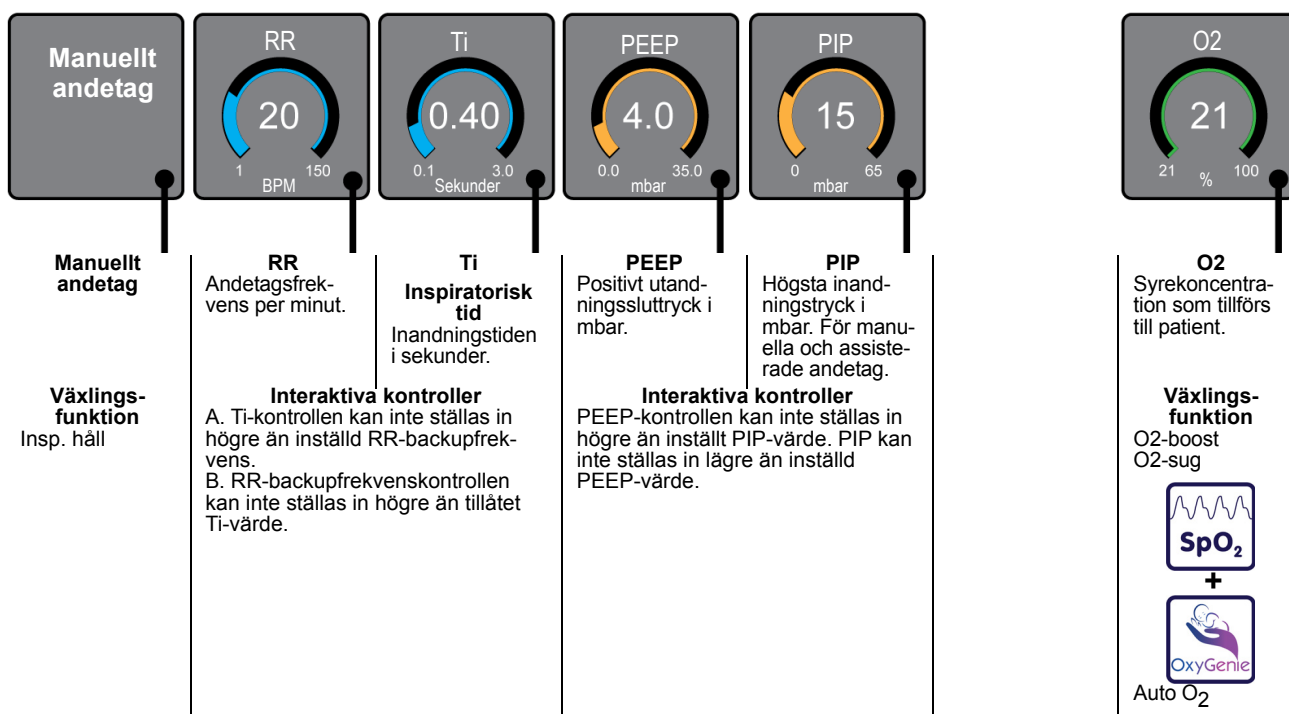 Manuellt
andetag
RR
20
1 150
BPM
Ti
0.40
0.1 3.0
Sekunder
PEEP
4.0
0.0 35.0
mbar
PIP
15
0 65
mbar
O2
21
21 100
%
Manuellt
andetag
Växlings-
funktion
Insp. håll
RR
Andetagsfrek-
vens per minut.
Ti
Inspiratorisk
tid
Inandningstiden
i sekunder.
Interaktiva kontroller
A. Ti-kontrollen kan inte ställas in
högre än inställd RR-backupfrek-
vens.
B. RR-backupfrekvenskontrollen
kan inte ställas in högre än tillåtet
Ti-värde.
PEEP
Positivt utand-
ningssluttryck i
mbar.
PIP
Högsta inand-
ningstryck i
mbar. För manu-
ella och assiste-
rade andetag.
Interaktiva kontroller
PEEP-kontrollen kan inte ställas in
högre än inställt PIP-värde. PIP kan
inte ställas in lägre än inställd
PEEP-värde.
O2
Syrekoncentra-
tion som tillförs
till patient.
Växlings-
funktion
O2-boost
O2-sug
SpO2
+
OxyGenie
Auto O2